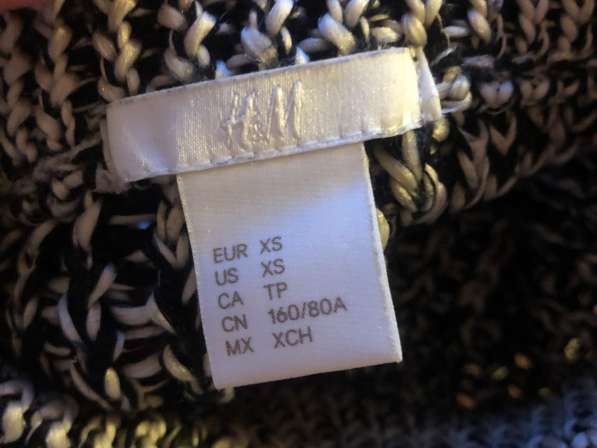 H&M
EUR XS
US XS
CA TP
CN 160/80A
MX XCH